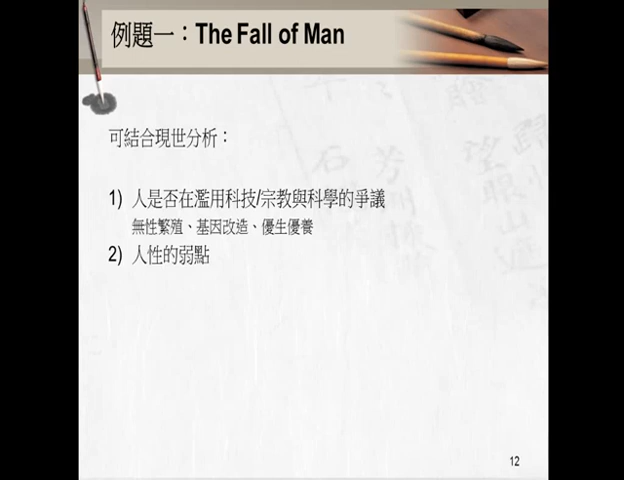 例題一：The Fall of Man
可結合現世分析：
1) 人是否在濫用科技/宗教與科學的爭議
無性繁殖、基因改造、優生優養
2) 人性的弱點
12